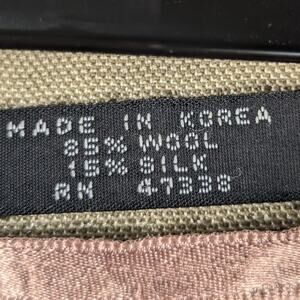 MADE IN KOREA
85% WOOL
15% SILK
RN 47338